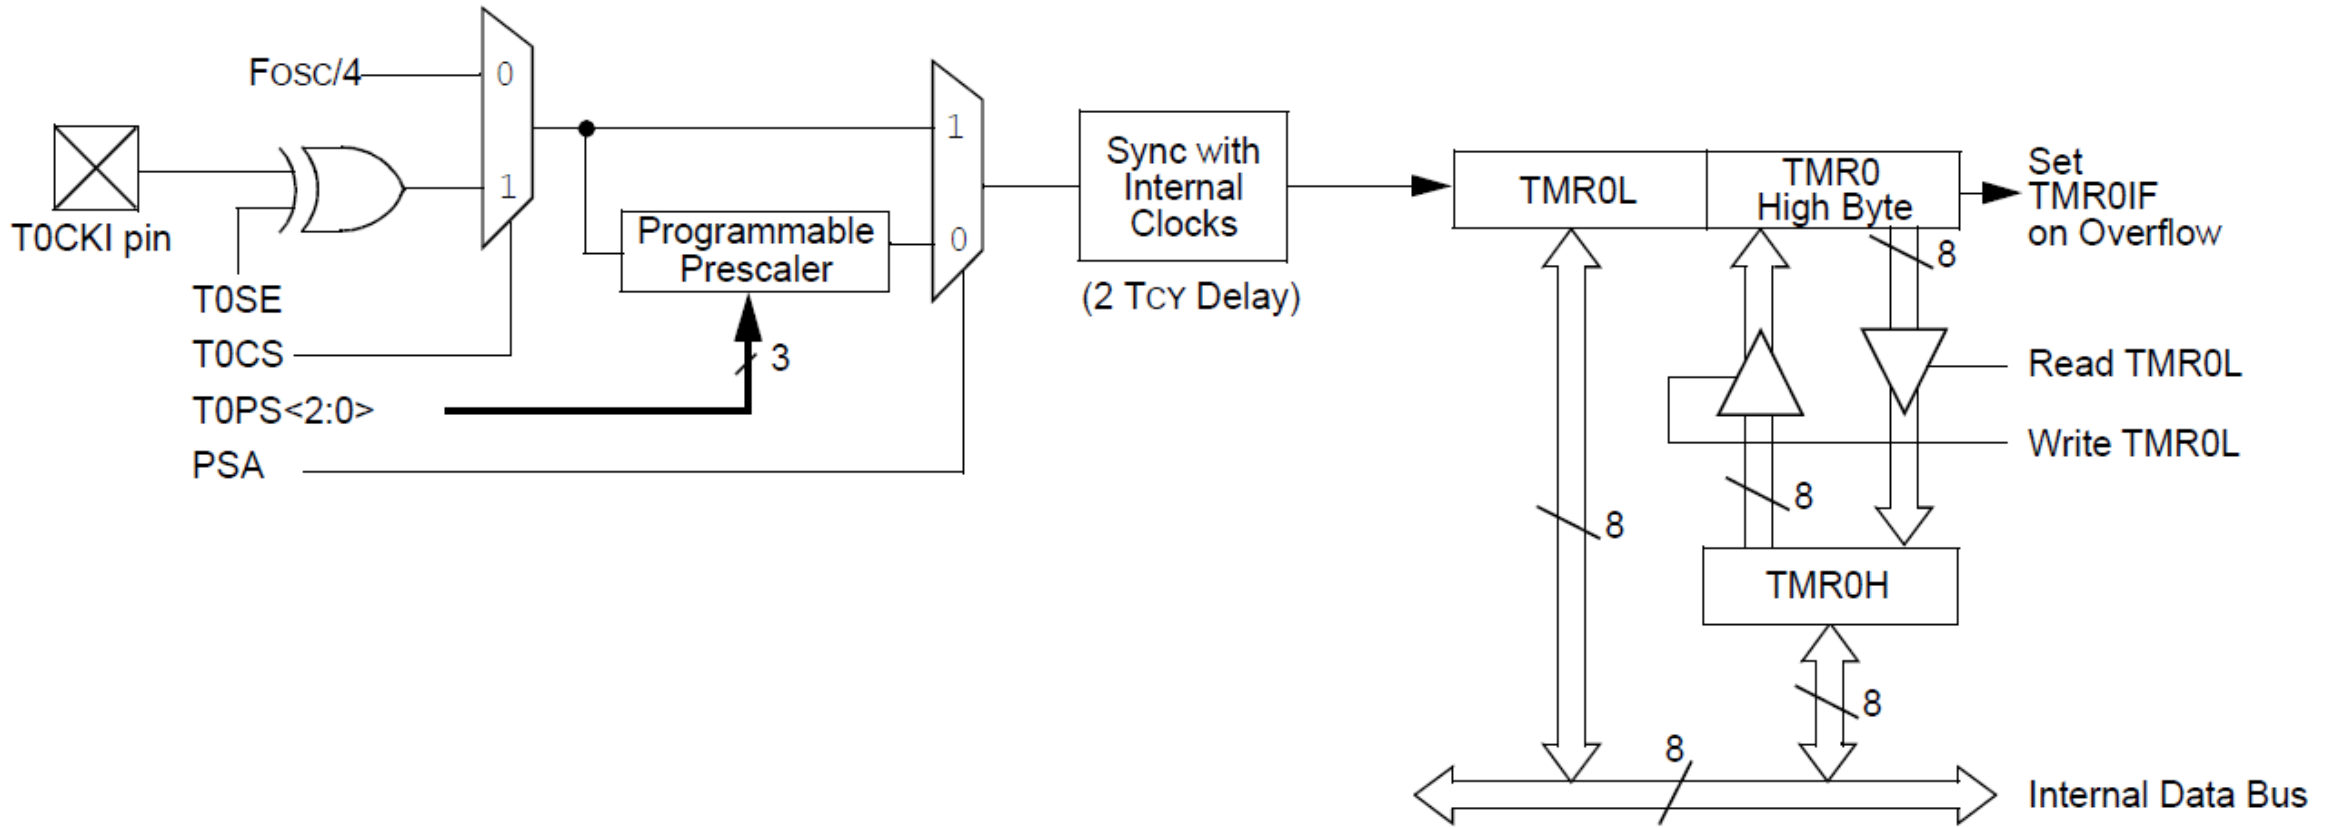 FOSC/4
0
1
T0CKI pin
T0SE
T0CS
T0PS<2:0>
PSA
Programmable
Prescaler
3
1
0
Sync with
Internal
Clocks
(2 TCY Delay)
TMR0L
TMR0
High Byte
Set
TMR0IF
on Overflow
8
Read TMR0L
Write TMR0L
8
8
TMR0H
8
8
Internal Data Bus